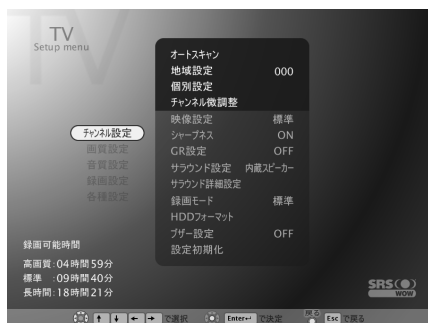 TV
Setup menu
チャンネル設定
画質設定
音質設定
録画設定
各種設定
オートスキャン
地域設定 000
個別設定
チャンネル微調整
映像設定 標準
シャープネス ON
GR設定 OFF
サラウンド設定 内蔵スピーカー
サラウンド詳細設定
録画モード 標準
HDDフォーマット
ブザー設定 OFF
設定初期化
録画可能時間
高画質:04時間59分
標準 :09時間40分
長時間:18時間21分
SRS
WOW
↑ ↓ ← → で選択 Enter↵ で決定 戻る Esc で戻る